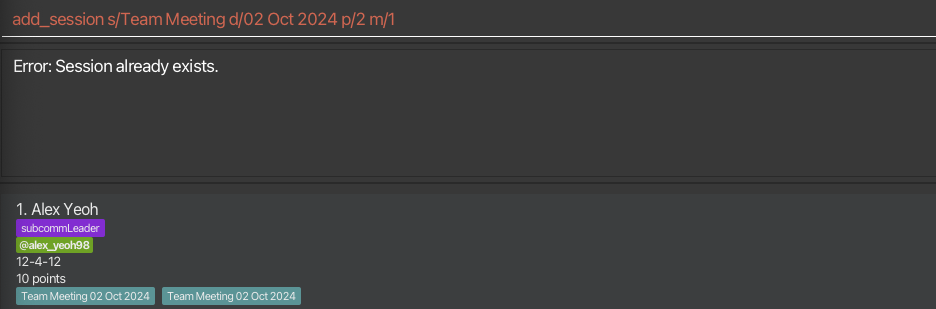 add_session s/Team Meeting d/02 Oct 2024 p/2 m/1
Error: Session already exists.
1. Alex Yeoh
subcommLeader
@alex_yeoh98
12-4-12
10 points
Team Meeting 02 Oct 2024 Team Meeting 02 Oct 2024